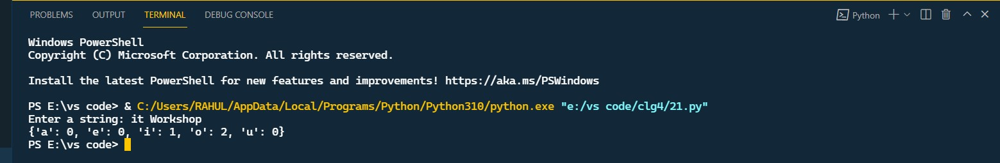 PROBLEMS OUTPUT TERMINAL DEBUG CONSOLE Python
Windows PowerShell
Copyright (C) Microsoft Corporation. All rights reserved.
Install the latest PowerShell for new features and improvements! https://aka.ms/PSWindows
PS E:\vs code> & C:/Users/RAHUL/AppData/Local/Programs/Python/Python310/python.exe "e:/vs code/clg4/21.py"
Enter a string: it Workshop
{'a': 0, 'e': 0, 'i': 1, 'o': 2, 'u': 0}
PS E:\vs code>